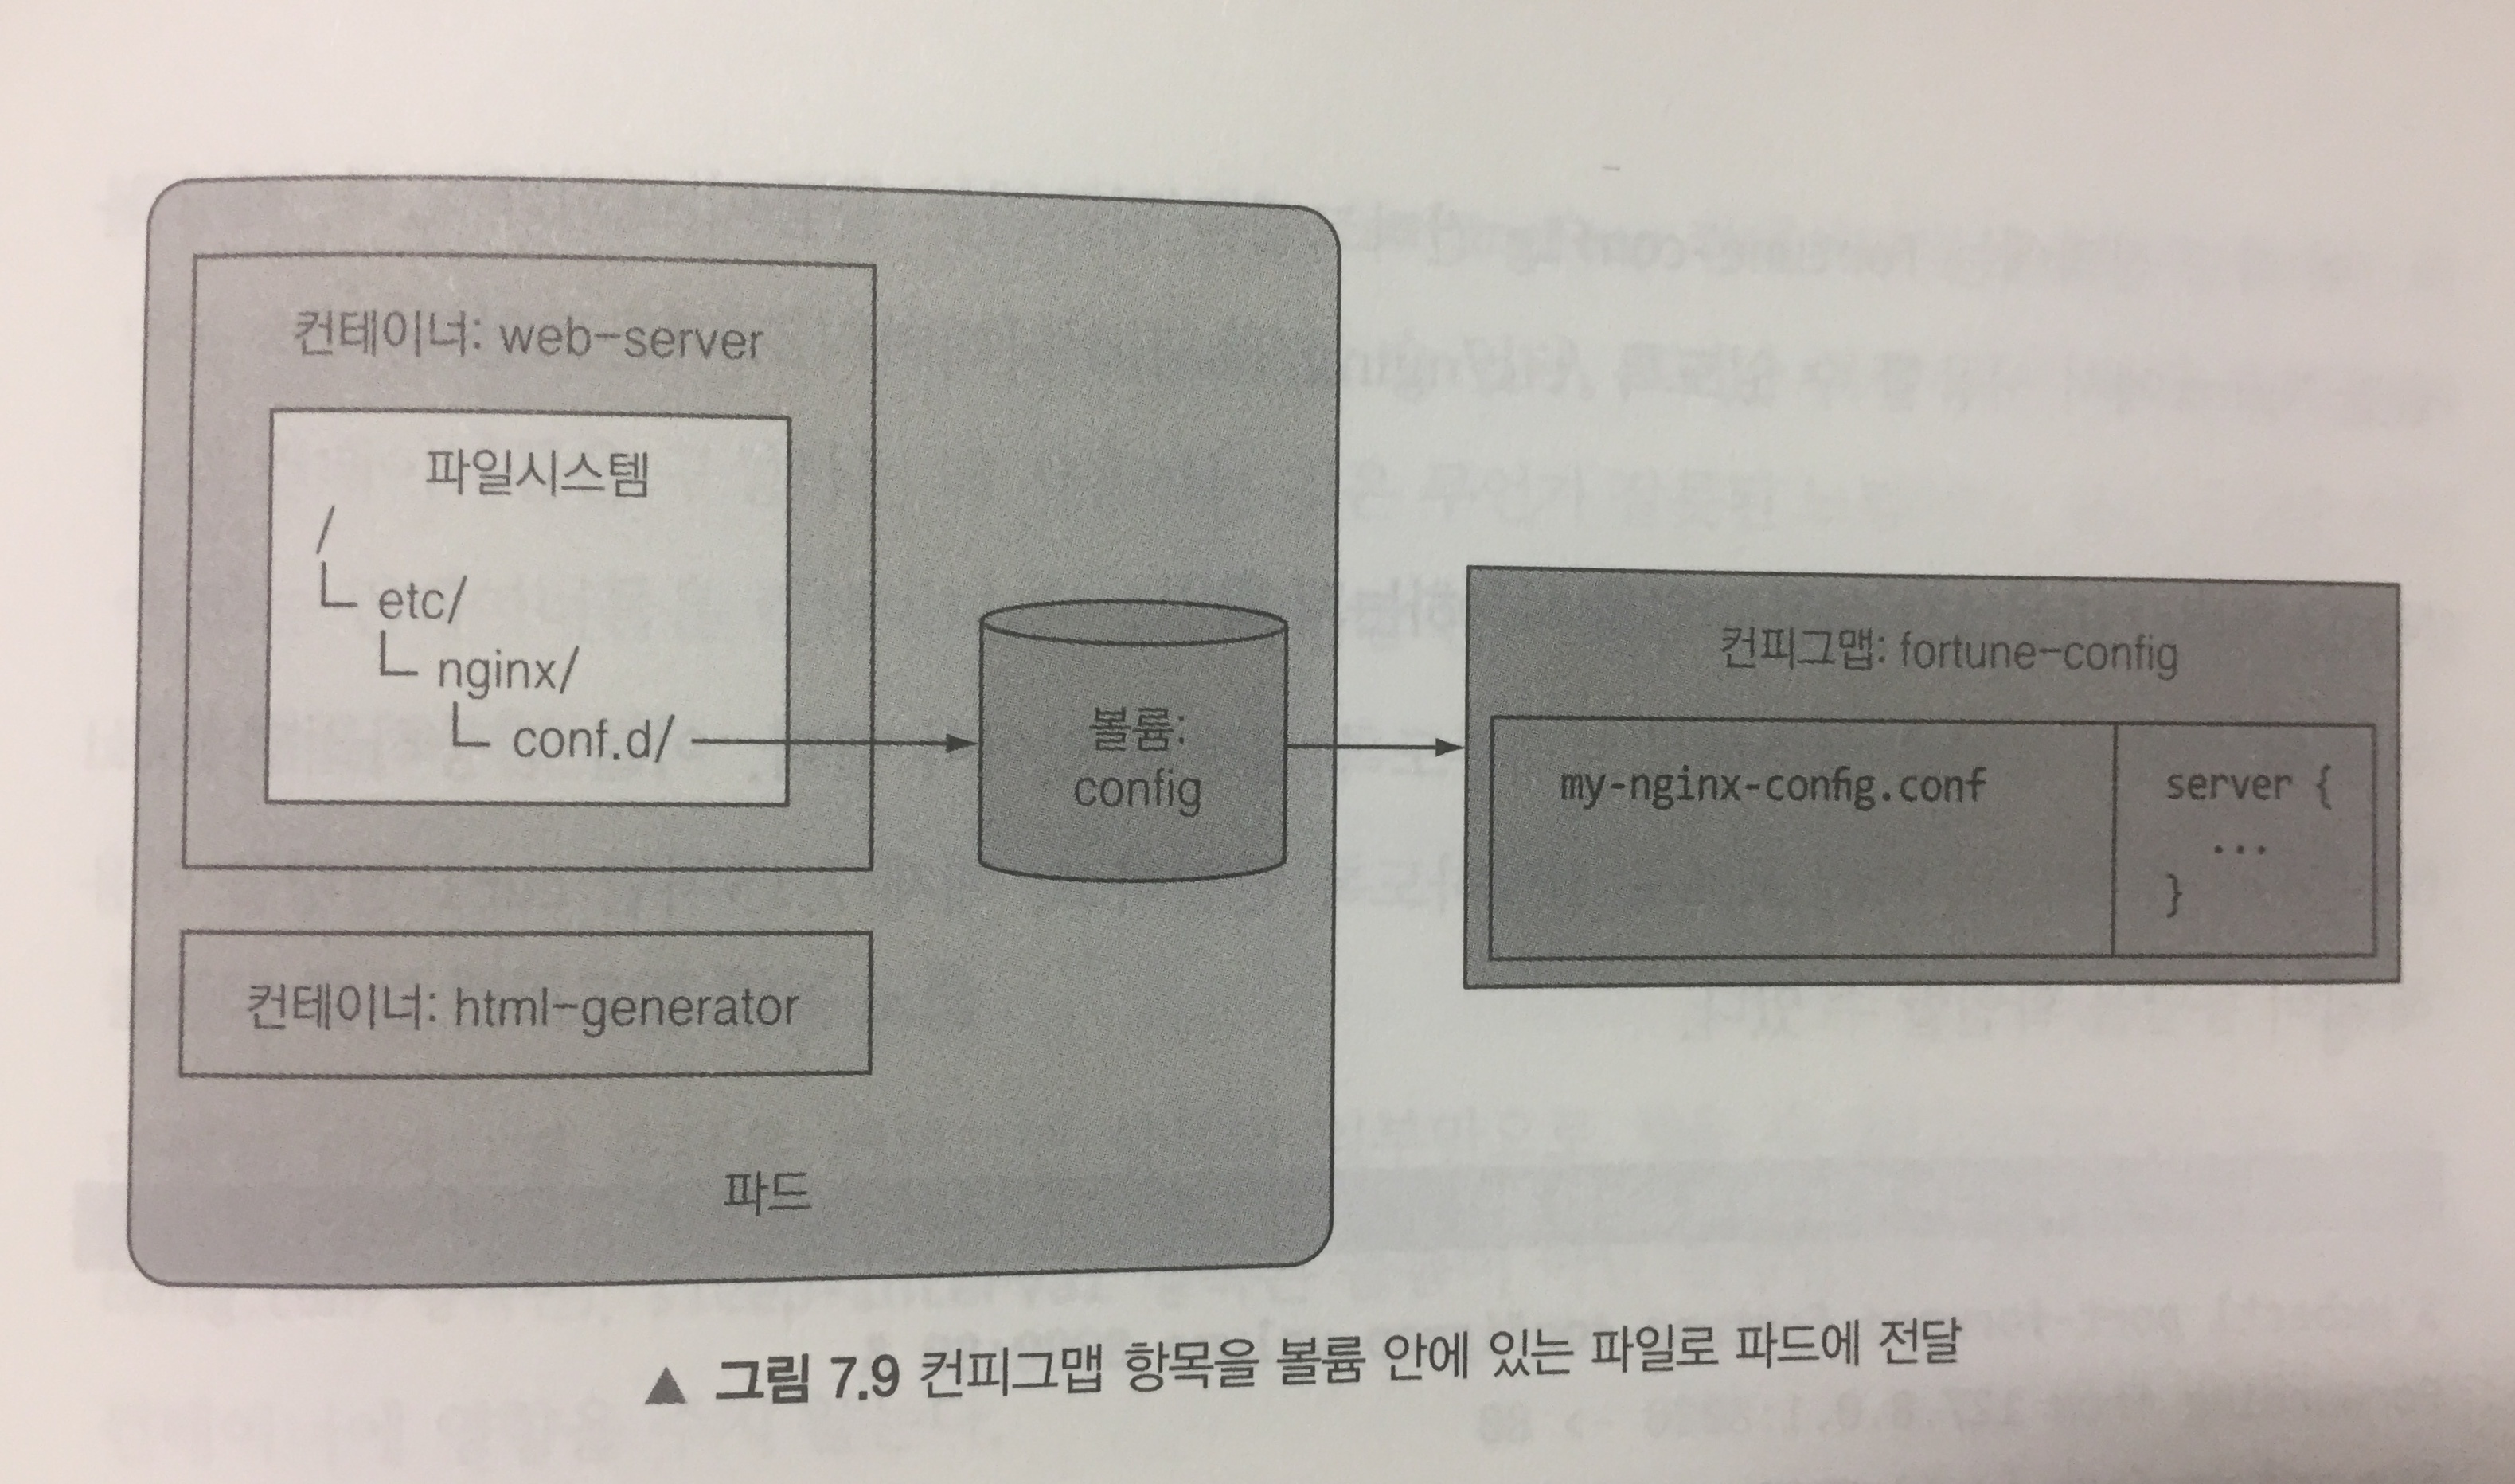 컨테이너: web-server
파일시스템
/
etc/
nginx/
conf.d/
볼륨:
config
컨피그맵: fortune-config
my-nginx-config.conf
server {
...
}
컨테이너: html-generator
파드
▲ 그림 7.9 컨피그맵 항목을 볼륨 안에 있는 파일로 파드에 전달